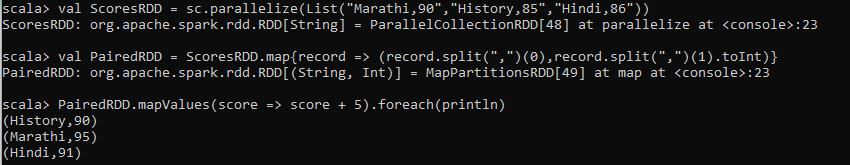 scala> val ScoresRDD = sc.parallelize(List("Marathi,90","History,85","Hindi,86"))
ScoresRDD: org.apache.spark.rdd.RDD[String] = ParallelCollectionRDD[48] at parallelize at <console>:23
scala> val PairedRDD = ScoresRDD.map{record => (record.split(",")(0),record.split(",")(1).toInt)}
PairedRDD: org.apache.spark.rdd.RDD[(String, Int)] = MapPartitionsRDD[49] at map at <console>:23
scala> PairedRDD.mapValues(score => score + 5).foreach(println)
(History,90)
(Marathi,95)
(Hindi,91)